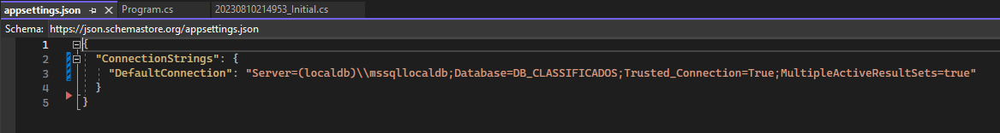 appsettings.json Program.cs 20230810214953_Initial.cs
Schema: https://json.schemastore.org/appsettings.json
1 {
2 "ConnectionStrings": {
3 "DefaultConnection": "Server=(localdb)\\mssqllocaldb;Database=DB_CLASSIFICADOS;Trusted_Connection=True;MultipleActiveResultSets=true"
4 }
5 }